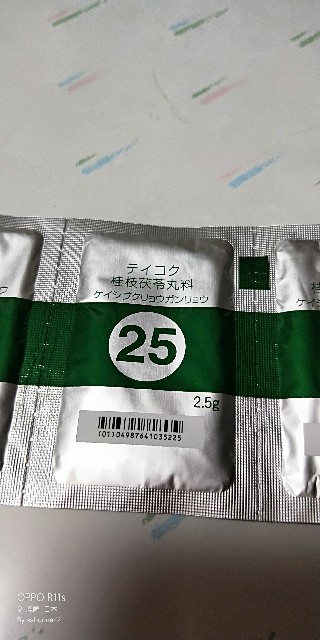 テイコク
桂枝茯苓丸料
ケイシブクリョウガンリョウ
25
2.5g
(01)04987641035225
OPPO R11s